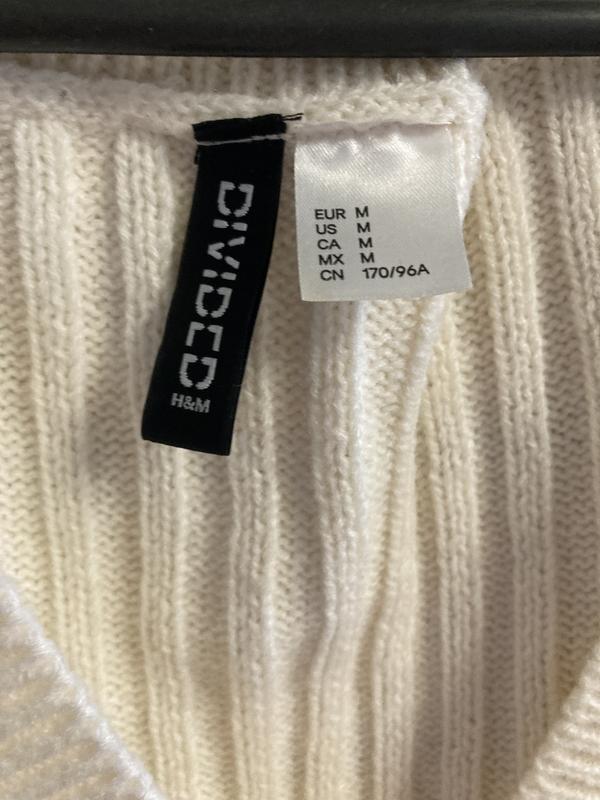 DIVIDED
H&M
EUR M
US M
CA M
MX M
CN 170/96A